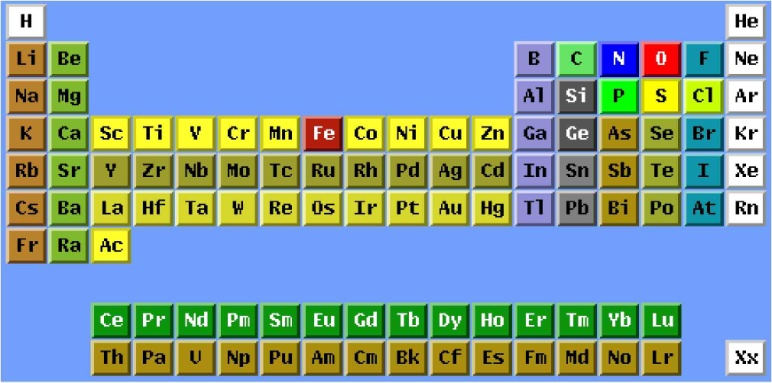 H He
Li Be B C N O F Ne
Na Mg Al Si P S Cl Ar
K Ca Sc Ti V Cr Mn Fe Co Ni Cu Zn Ga Ge As Se Br Kr
Rb Sr Y Zr Nb Mo Tc Ru Rh Pd Ag Cd In Sn Sb Te I Xe
Cs Ba La Hf Ta W Re Os Ir Pt Au Hg Tl Pb Bi Po At Rn
Fr Ra Ac
Ce Pr Nd Pm Sm Eu Gd Tb Dy Ho Er Tm Yb Lu
Th Pa U Np Pu Am Cm Bk Cf Es Fm Md No Lr Xx